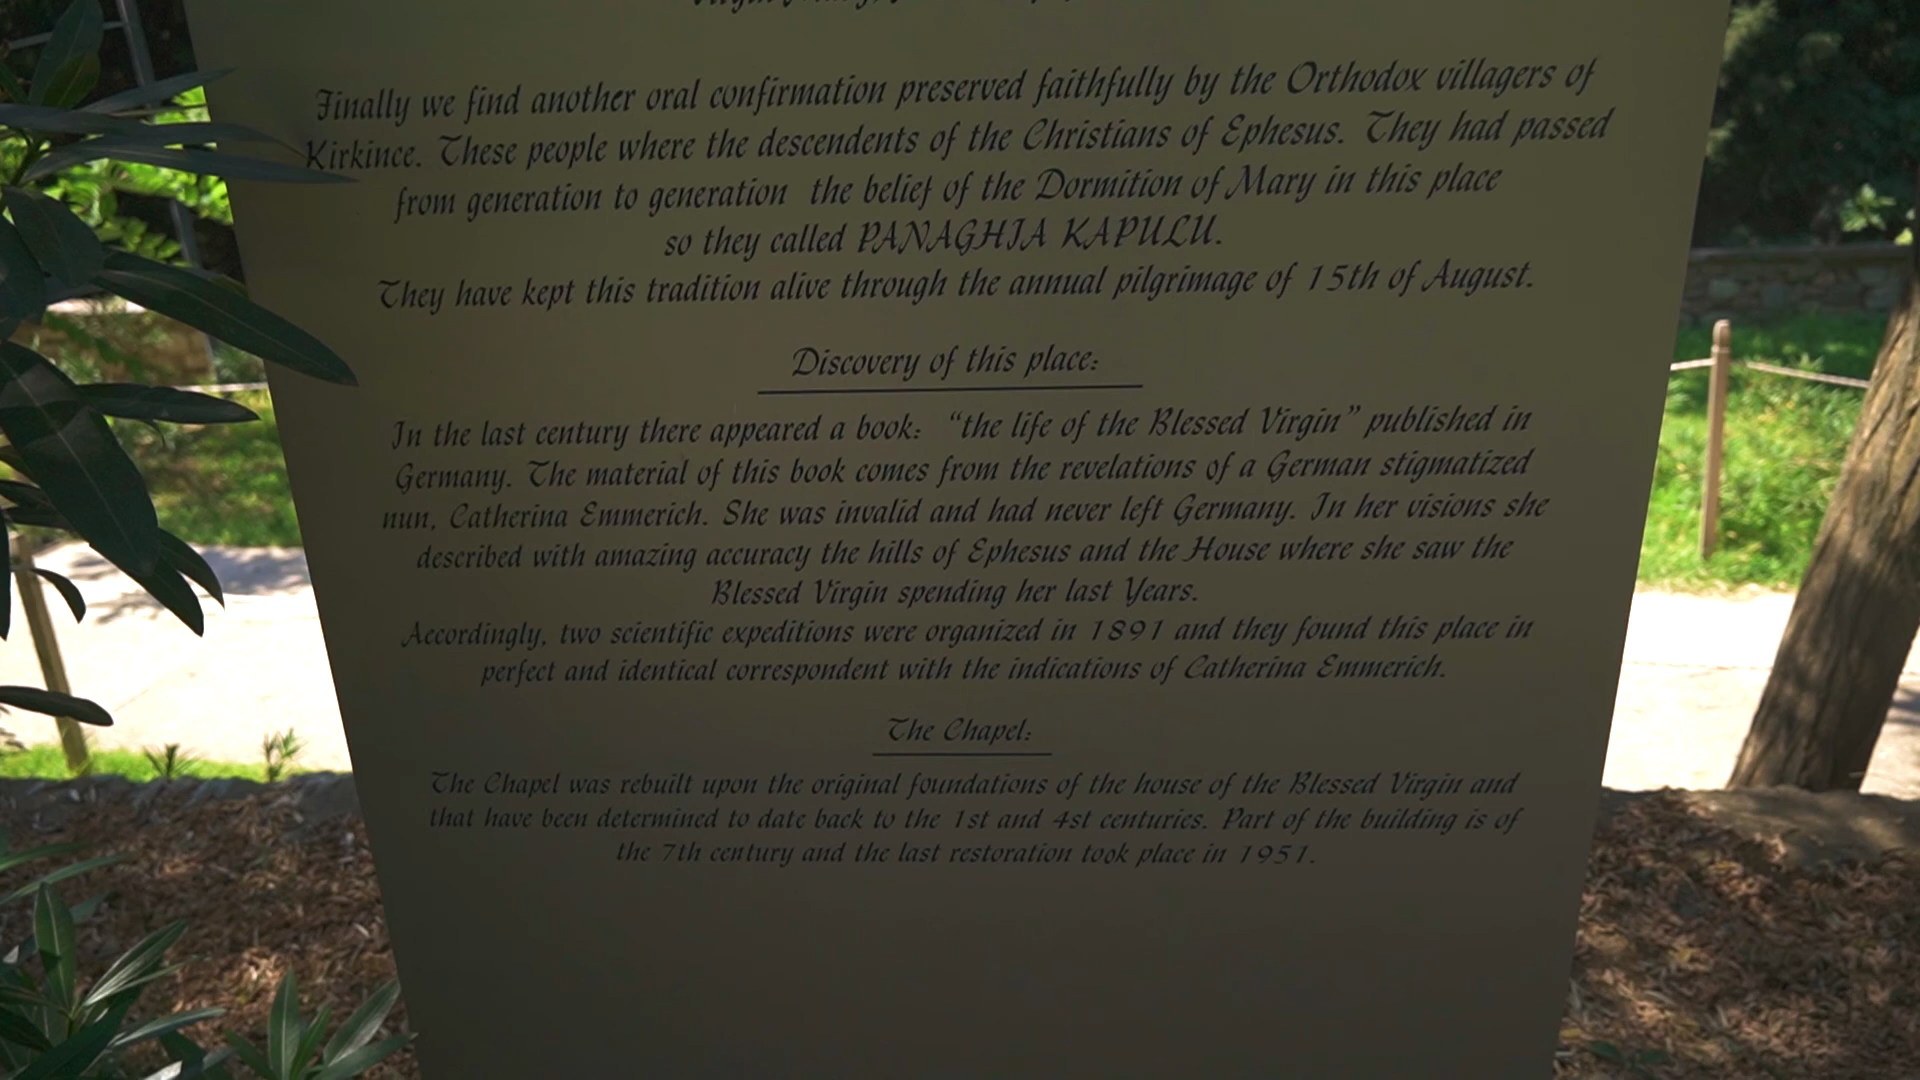 Finally we find another oral confirmation preserved faithfully by the Orthodox villagers of
Kirkince. These people where the descendents of the Christians of Ephesus. They had passed
from generation to generation the belief of the Dormition of Mary in this place
so they called PANAGHIA KAPULU.
They have kept this tradition alive through the annual pilgrimage of 15th of August.
Discovery of this place:
In the last century there appeared a book: “the life of the Blessed Virgin” published in
Germany. The material of this book comes from the revelations of a German stigmatized
nun, Catherina Emmerich. She was invalid and had never left Germany. In her visions she
described with amazing accuracy the hills of Ephesus and the House where she saw the
Blessed Virgin spending her last Years.
Accordingly, two scientific expeditions were organized in 1891 and they found this place in
perfect and identical correspondent with the indications of Catherina Emmerich.
The Chapel:
The Chapel was rebuilt upon the original foundations of the house of the Blessed Virgin and
that have been determined to date back to the 1st and 4st centuries. Part of the building is of
the 7th century and the last restoration took place in 1951.